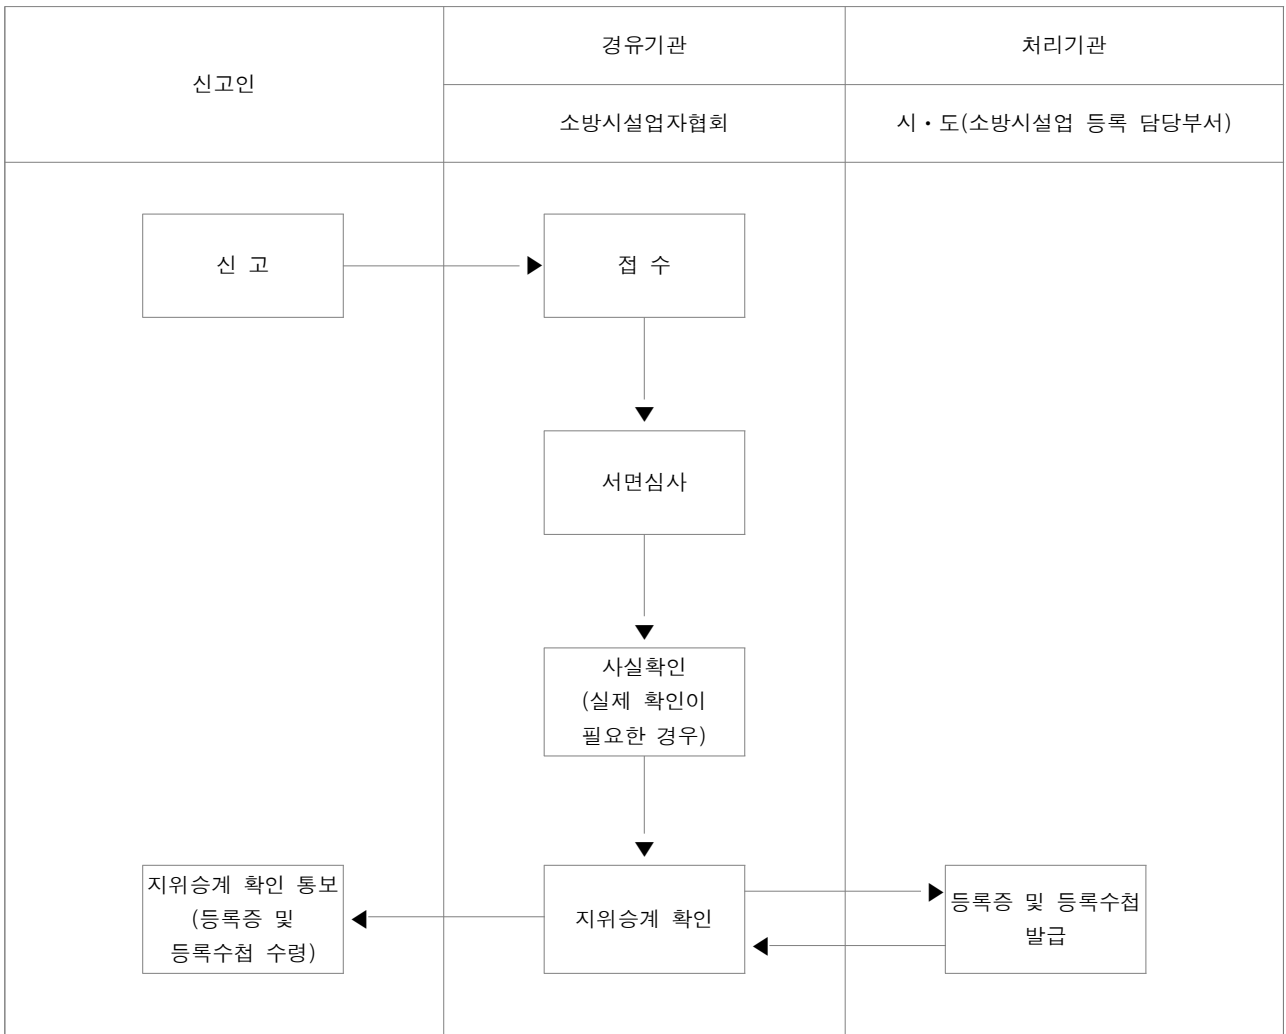 신고인
경유기관
처리기관
소방시설업자협회
시・도(소방시설업 등록 담당부서)
신 고
접 수
서면심사
사실확인
(실제 확인이
필요한 경우)
지위승계 확인 통보
(등록증 및
등록수첩 수령)
지위승계 확인
등록증 및 등록수첩
발급